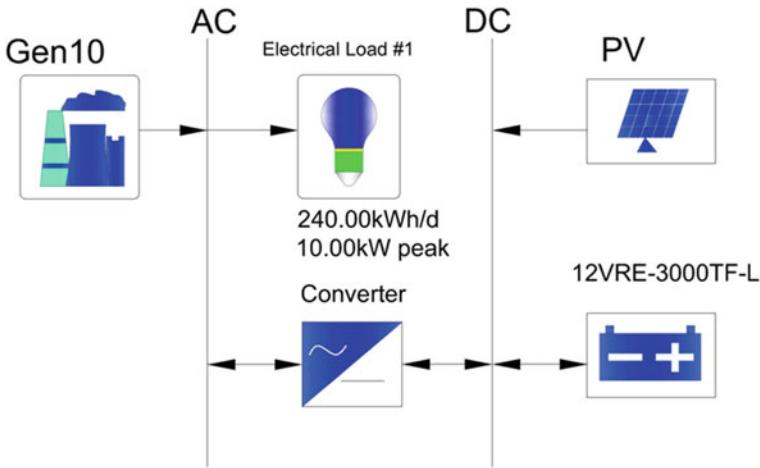 AC
DC
Gen10
Electrical Load #1
PV
240.00kWh/d
10.00kW peak
Converter
12VRE-3000TF-L